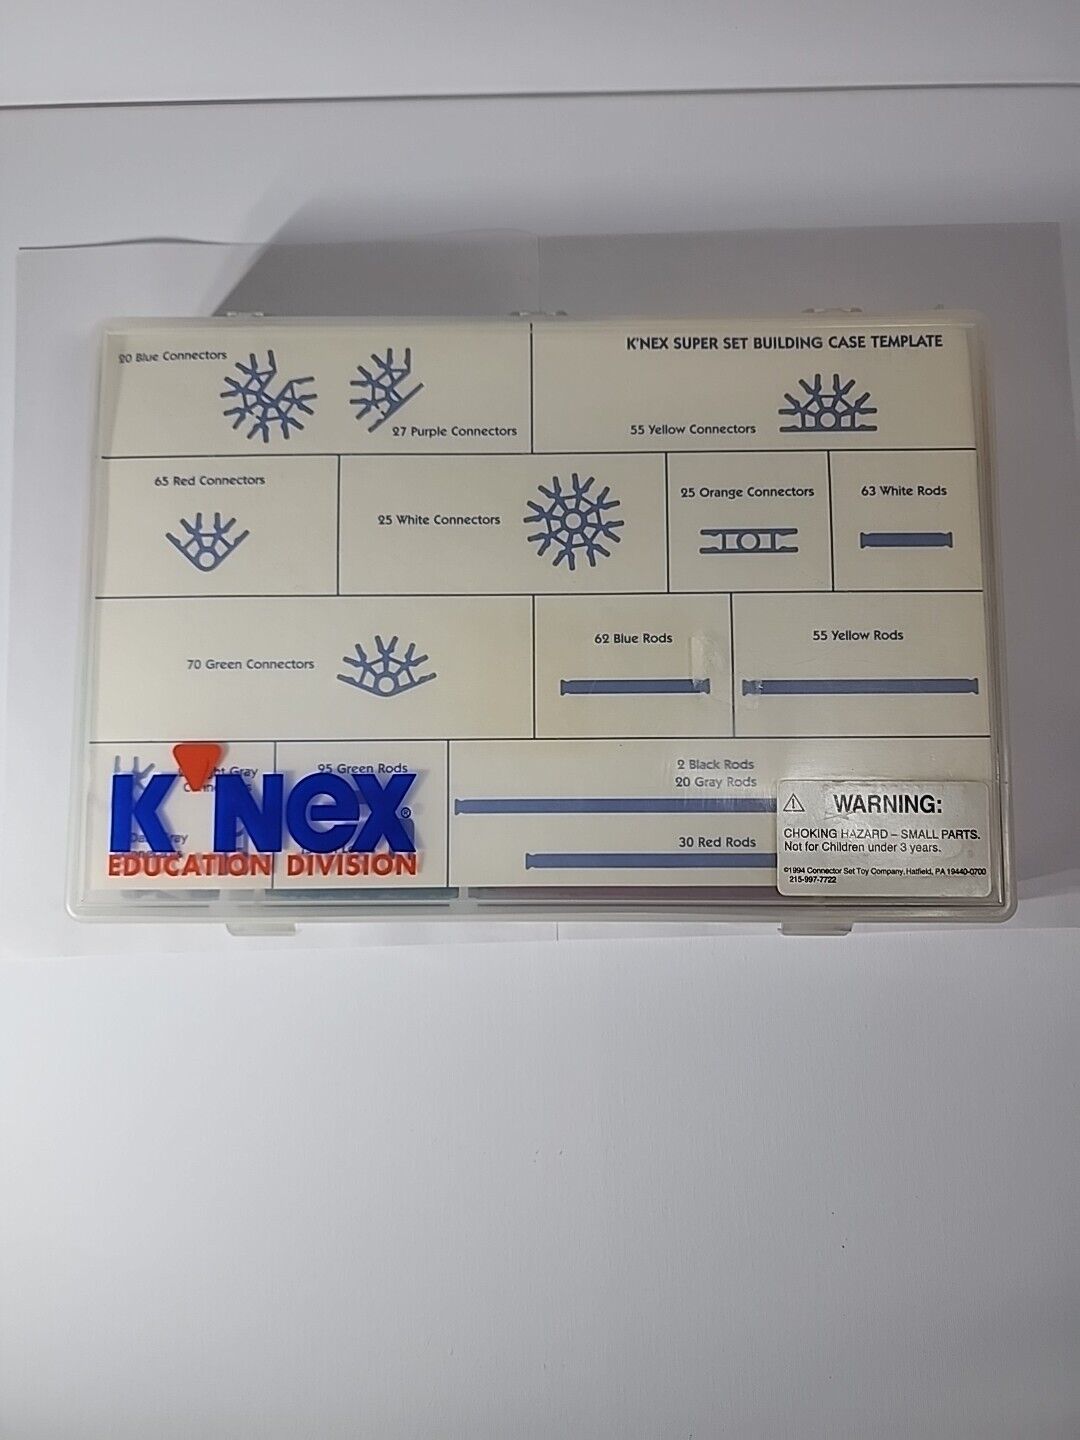 20 Blue Connectors
27 Purple Connectors
K'NEX SUPER SET BUILDING CASE TEMPLATE
55 Yellow Connectors
65 Red Connectors
25 White Connectors
25 Orange Connectors
63 White Rods
70 Green Connectors
62 Blue Rods
55 Yellow Rods
Gray
95 Green Rods
2 Black Rods
20 Gray Rods
30 Red Rods
K'NEX®
EDUCATION DIVISION
⚠ WARNING:
CHOKING HAZARD – SMALL PARTS.
Not for Children under 3 years.
©1994 Connector Set Toy Company, Hatfield, PA 19440-0700
215-997-7722